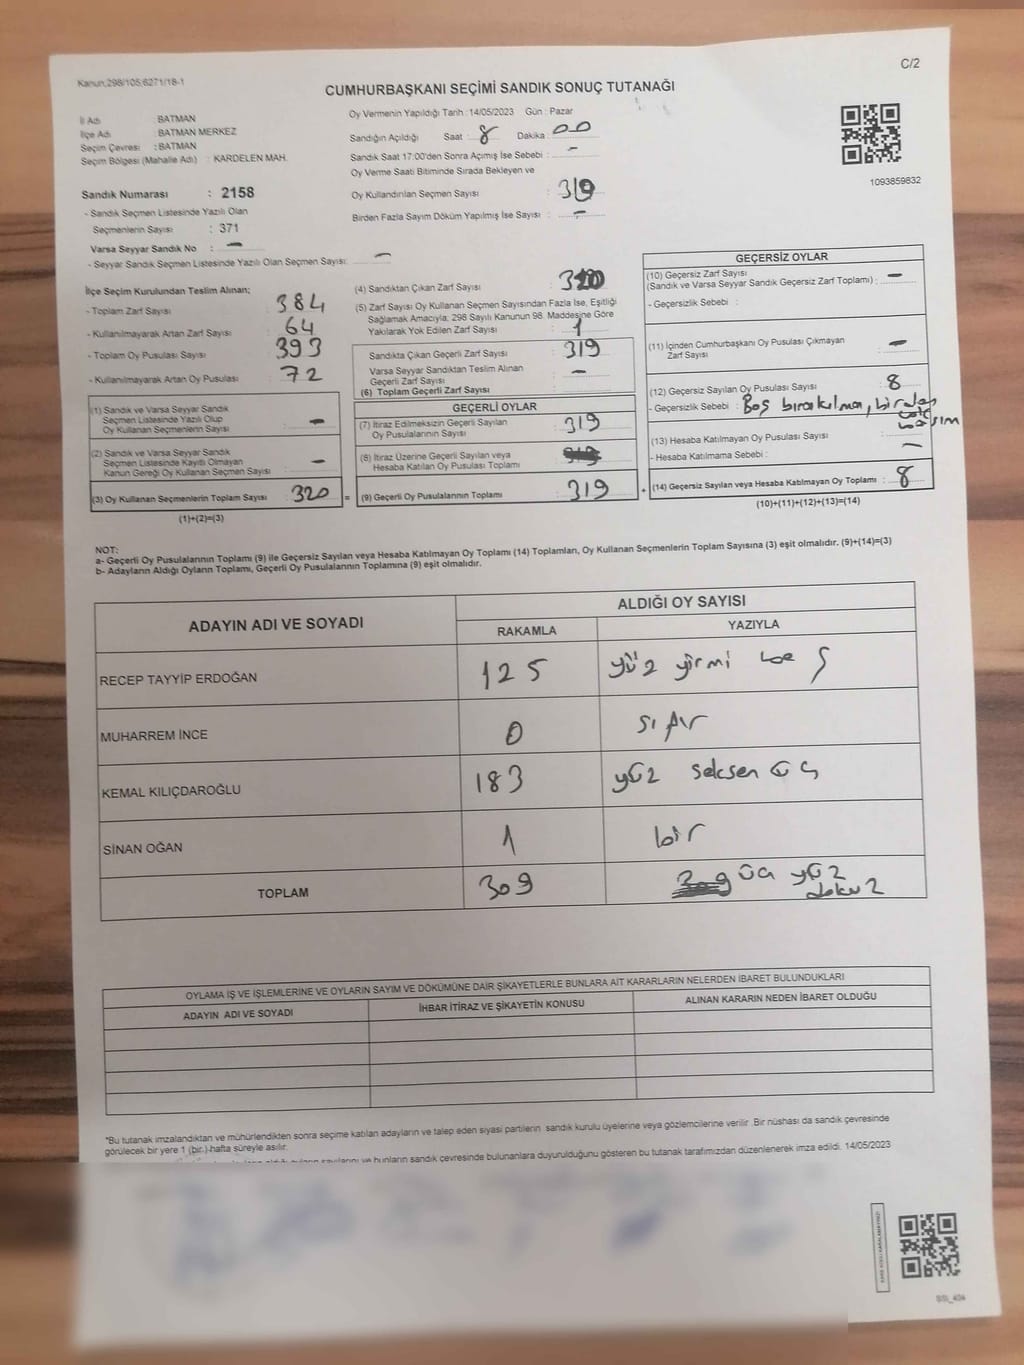 Kanun,298/105,6271/18-1
C/2
CUMHURBAŞKANI SEÇİMİ SANDIK SONUÇ TUTANAĞI
İl Adı : BATMAN
İlçe Adı : BATMAN MERKEZ
Seçim Çevresi : BATMAN
Seçim Bölgesi (Mahalle Adı) : KARDELEN MAH.
Sandık Numarası : 2158
- Sandık Seçmen Listesinde Yazılı Olan
Seçmenlerin Sayısı : 371
Varsa Seyyar Sandık No : -
- Seyyar Sandık Seçmen Listesinde Yazılı Olan Seçmen Sayısı: -
Oy Vermenin Yapıldığı Tarih : 14/05/2023 Gün : Pazar
Sandığın Açıldığı Saat : 8 Dakika : 00
Sandık Saat 17:00'den Sonra Açılmış İse Sebebi : -
Oy Verme Saati Bitiminde Sırada Bekleyen ve
Oy Kullandırılan Seçmen Sayısı : 319
Birden Fazla Sayım Döküm Yapılmış İse Sayısı : -
1093859832
İlçe Seçim Kurulundan Teslim Alınan;
- Toplam Zarf Sayısı : 384
- Kullanılmayarak Artan Zarf Sayısı : 64
- Toplam Oy Pusulası Sayısı : 393
- Kullanılmayarak Artan Oy Pusulası : 72
(1) Sandık ve Varsa Seyyar Sandık
Seçmen Listesinde Yazılı Olup
Oy Kullanan Seçmenlerin Sayısı : -
(2) Sandık ve Varsa Seyyar Sandık
Seçmen Listesinde Kayıtlı Olmayan
Kanun Gereği Oy Kullanan Seçmen Sayısı : -
(3) Oy Kullanan Seçmenlerin Toplam Sayısı : 320 =
(1)+(2)=(3)
(4) Sandıktan Çıkan Zarf Sayısı : 320
(5) Zarf Sayısı Oy Kullanan Seçmen Sayısından Fazla İse, Eşitliği
Sağlamak Amacıyla; 298 Sayılı Kanunun 98. Maddesine Göre
Yakılarak Yok Edilen Zarf Sayısı : 1
Sandıkta Çıkan Geçerli Zarf Sayısı : 319
Varsa Seyyar Sandıktan Teslim Alınan
Geçerli Zarf Sayısı : -
(6) Toplam Geçerli Zarf Sayısı :
GEÇERLİ OYLAR
(7) İtiraz Edilmeksizin Geçerli Sayılan
Oy Pusulalarının Sayısı : 319
(8) İtiraz Üzerine Geçerli Sayılan veya
Hesaba Katılan Oy Pusulası Toplamı :
(9) Geçerli Oy Pusulalarının Toplamı : 319 +
GEÇERSİZ OYLAR
(10) Geçersiz Zarf Sayısı
(Sandık ve Varsa Seyyar Sandık Geçersiz Zarf Toplamı) : -
- Geçersizlik Sebebi :
(11) İçinden Cumhurbaşkanı Oy Pusulası Çıkmayan
Zarf Sayısı : -
(12) Geçersiz Sayılan Oy Pusulası Sayısı : 8
- Geçersizlik Sebebi : Boş bırakılma, birden
(13) Hesaba Katılmayan Oy Pusulası Sayısı :
- Hesaba Katılmama Sebebi : -
(14) Geçersiz Sayılan veya Hesaba Katılmayan Oy Toplamı : 8
(10)+(11)+(12)+(13)=(14)
NOT:
a- Geçerli Oy Pusulalarının Toplamı (9) ile Geçersiz Sayılan veya Hesaba Katılmayan Oy Toplamı (14) Toplamları, Oy Kullanan Seçmenlerin Toplam Sayısına (3) eşit olmalıdır. (9)+(14)=(3)
b- Adayların Aldığı Oyların Toplamı, Geçerli Oy Pusulalarının Toplamına (9) eşit olmalıdır.
ADAYIN ADI VE SOYADI
ALDIĞI OY SAYISI
RAKAMLA YAZIYLA
RECEP TAYYİP ERDOĞAN 125 yüz yirmi beş
MUHARREM İNCE 0 sıfır
KEMAL KILIÇDAROĞLU 183 yüz seksen üç
SİNAN OĞAN 1 bir
TOPLAM 309 309 üç yüz dokuz
OYLAMA İŞ VE İŞLEMLERİNE VE OYLARIN SAYIM VE DÖKÜMÜNE DAİR ŞİKAYETLERLE BUNLARA AİT KARARLARIN NELERDEN İBARET BULUNDUKLARI
ADAYIN ADI VE SOYADI İHBAR İTİRAZ VE ŞİKAYETİN KONUSU ALINAN KARARIN NEDEN İBARET OLDUĞU
*Bu tutanak imzalandıktan ve mühürlendikten sonra seçime katılan adayların ve talep eden siyasi partilerin sandık kurulu üyelerine veya gözlemcilerine verilir. Bir nüshası da sandık çevresinde
görülecek bir yere 1 (bir) hafta süreyle asılır.
aldığı oyların sayılarını ve bunların sandık çevresinde bulunanlara duyurulduğunu gösteren bu tutanak tarafımızdan düzenlenerek imza edildi. 14/05/2023